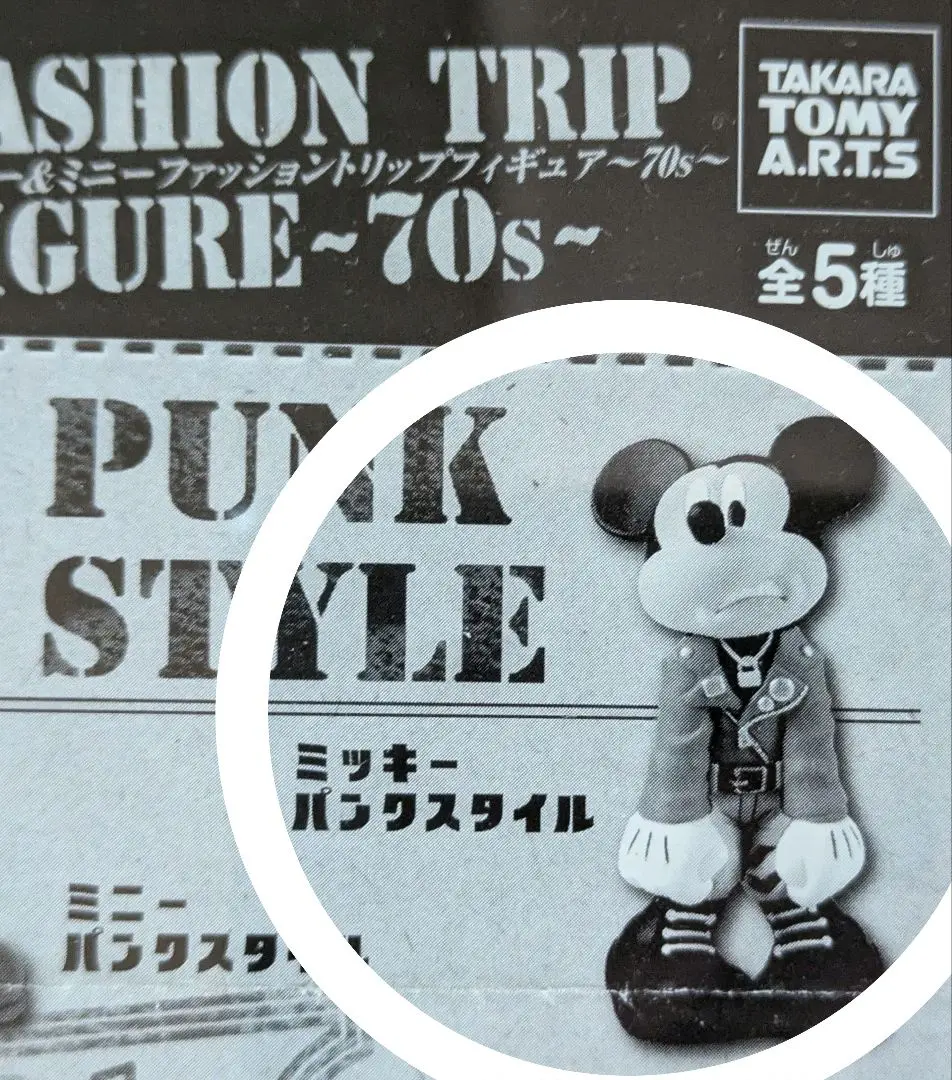 ASHION TRIP
ー&ミニーファッショントリップフィギュア〜70s〜
GURE~70s~
TAKARA
TOMY
A.R.T.S
ぜん しゅ
全5種
PUNK
STYLE
ミッキー
パンクスタイル
ミニー
パンクスタイル